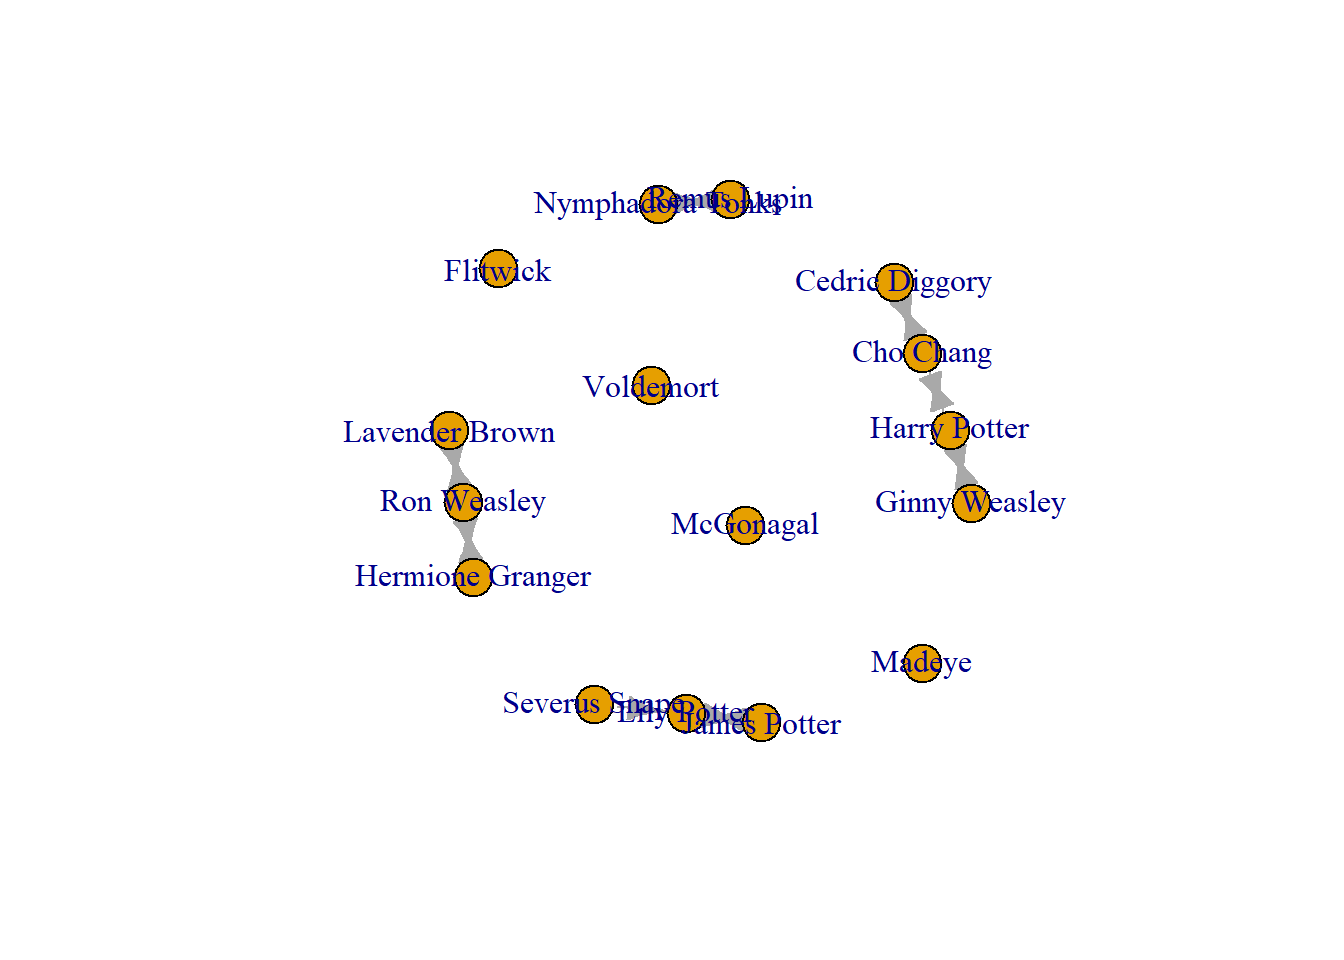 Nymphadora Tonks
Remus Lupin
Flitwick
Cedric Diggory
Cho Chang
Voldemort
Lavender Brown
Harry Potter
Ron Weasley
Ginny Weasley
McGonagal
Hermione Granger
Madeye
Severus Snape
Lily Potter
James Potter